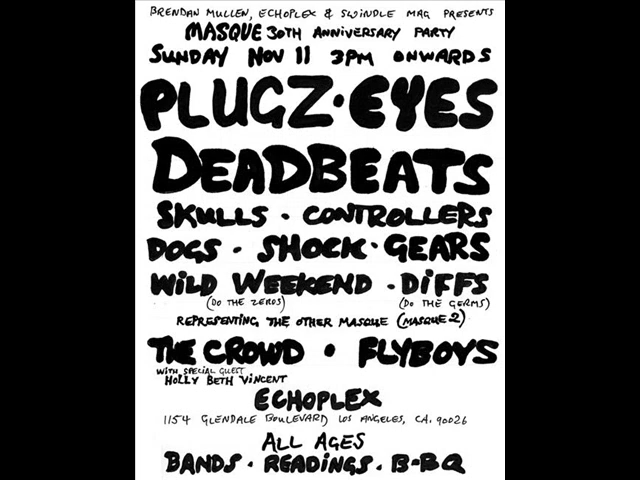 BRENDAN MULLEN, ECHOPLEX & SWINDLE MAG PRESENTS
MASQUE 30TH ANNIVERSARY PARTY
SUNDAY NOV 11 3PM ONWARDS
PLUGZ · EYES
DEADBEATS
SKULLS · CONTROLLERS
DOGS · SHOCK · GEARS
WiLD WEEKEND · DiFFS
(DO THE ZEROS) (DO THE GERMS)
REPRESENTING THE OTHER MASQUE (MASQUE 2)
THE CROWD · FLYBOYS
WITH SPECIAL GUEST
HOLLY BETH VINCENT
ECHOPLEX
1154 GLENDALE BOULEVARD LOS ANGELES, CA. 90026
ALL AGES
BANDS · READINGS · B-BQ